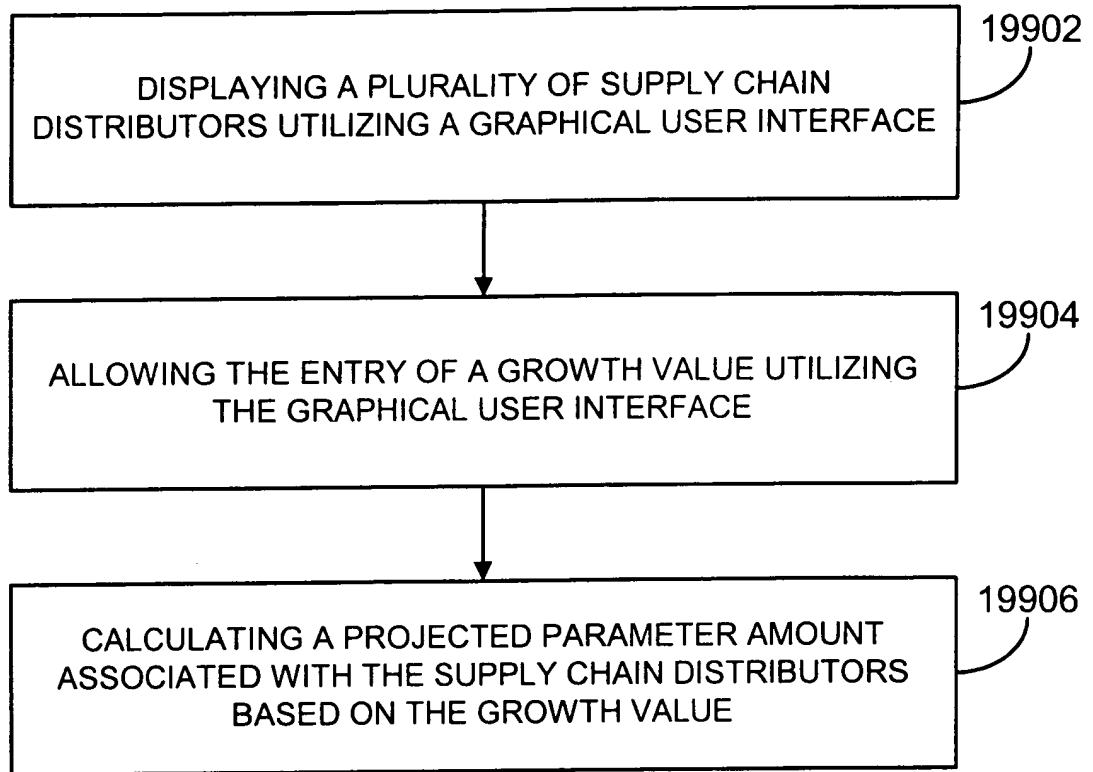 19902
DISPLAYING A PLURALITY OF SUPPLY CHAIN
DISTRIBUTORS UTILIZING A GRAPHICAL USER INTERFACE
19904
ALLOWING THE ENTRY OF A GROWTH VALUE UTILIZING
THE GRAPHICAL USER INTERFACE
19906
CALCULATING A PROJECTED PARAMETER AMOUNT
ASSOCIATED WITH THE SUPPLY CHAIN DISTRIBUTORS
BASED ON THE GROWTH VALUE